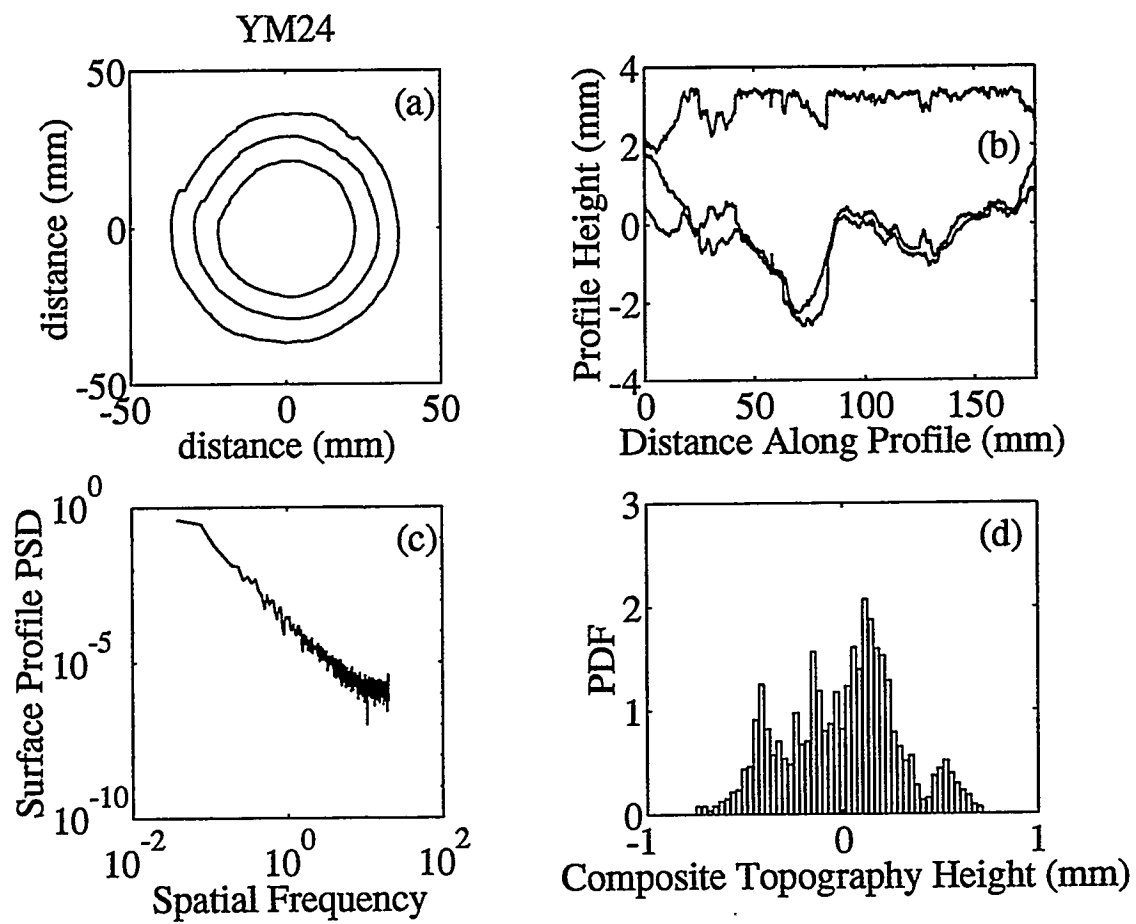 YM24
50
(a)
distance (mm)
0
-50
-50
0
50
distance (mm)
4
(b)
Profile Height (mm)
2
0
-2
-4
0
50
100
150
Distance Along Profile (mm)
10^0
(c)
Surface Profile PSD
10^-5
10^-10
10^-2
10^0
10^2
Spatial Frequency
3
(d)
PDF
2
1
0
-1
0
1
Composite Topography Height (mm)